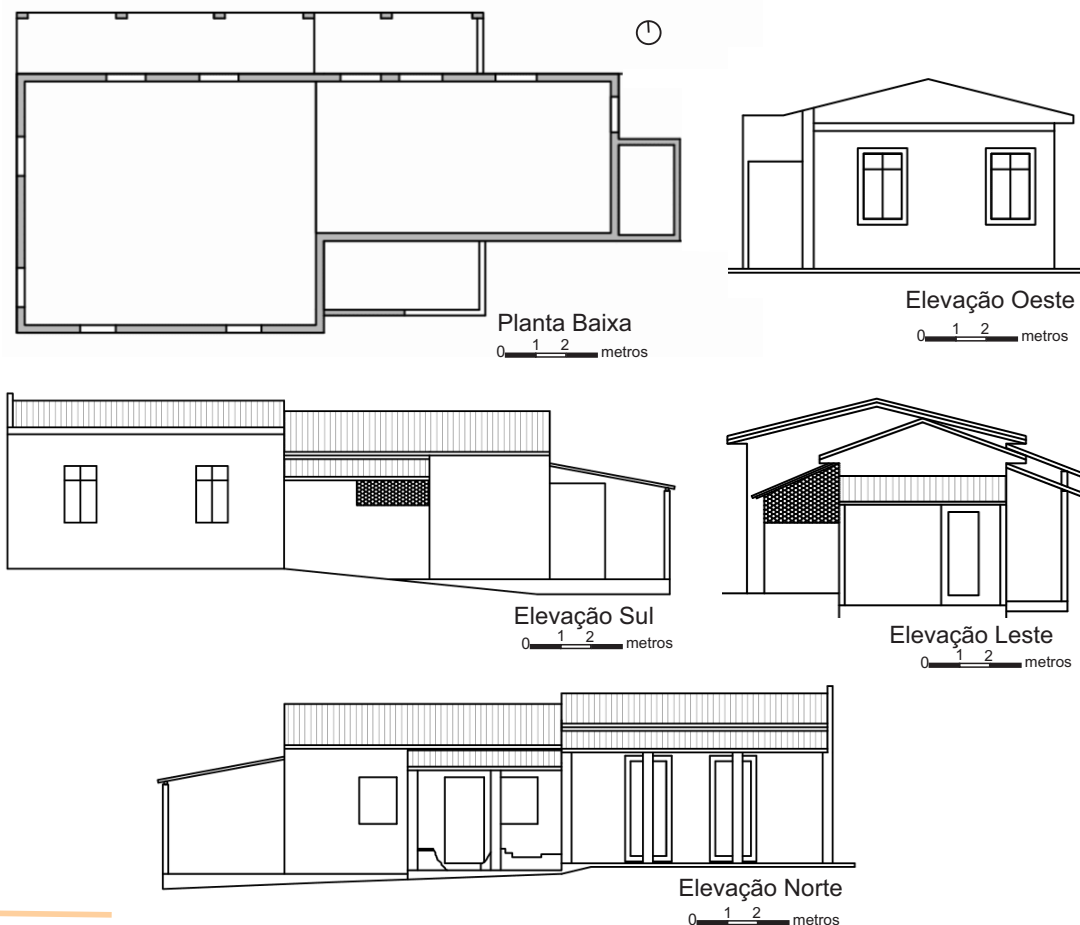 Planta Baixa
0 1 2 metros
Elevação Oeste
0 1 2 metros
Elevação Sul
0 1 2 metros
Elevação Leste
0 1 2 metros
Elevação Norte
0 1 2 metros